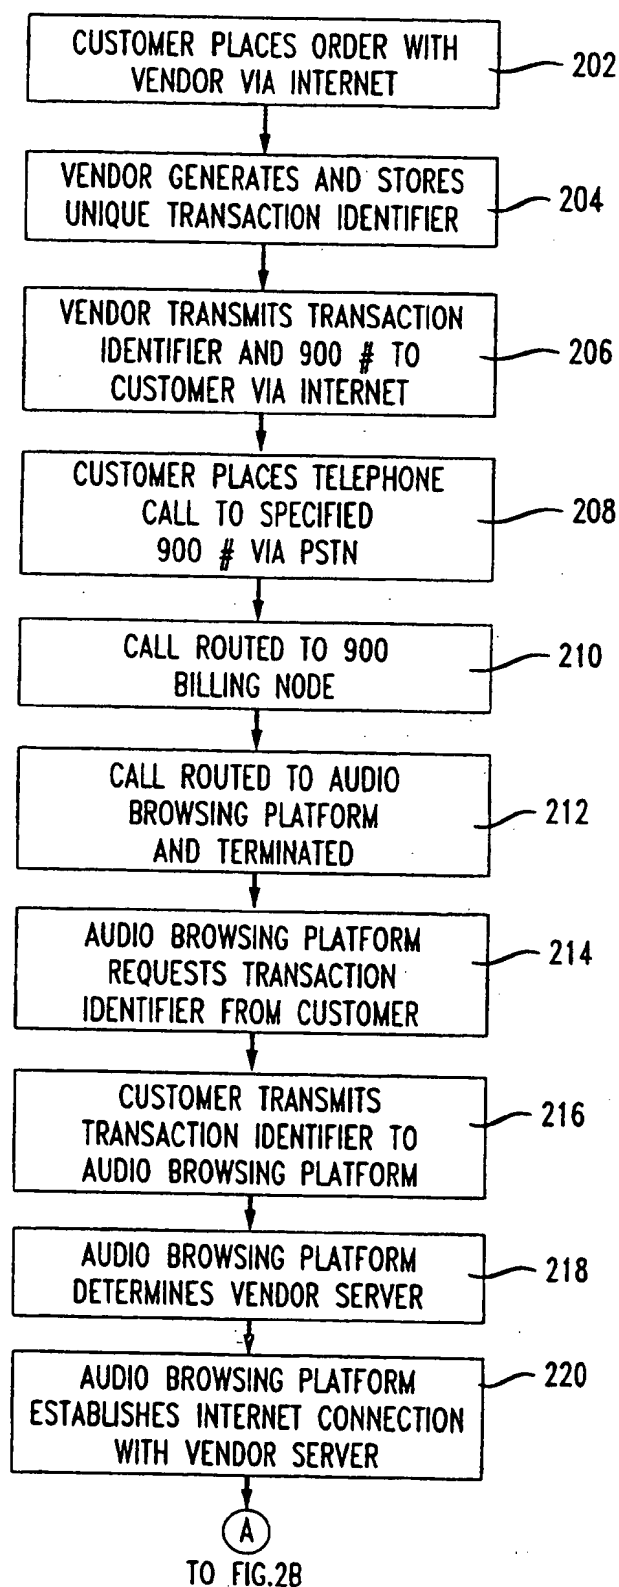 CUSTOMER PLACES ORDER WITH
VENDOR VIA INTERNET
202
VENDOR GENERATES AND STORES
UNIQUE TRANSACTION IDENTIFIER
204
VENDOR TRANSMITS TRANSACTION
IDENTIFIER AND 900 # TO
CUSTOMER VIA INTERNET
206
CUSTOMER PLACES TELEPHONE
CALL TO SPECIFIED
900 # VIA PSTN
208
CALL ROUTED TO 900
BILLING NODE
210
CALL ROUTED TO AUDIO
BROWSING PLATFORM
AND TERMINATED
212
AUDIO BROWSING PLATFORM
REQUESTS TRANSACTION
IDENTIFIER FROM CUSTOMER
214
CUSTOMER TRANSMITS
TRANSACTION IDENTIFIER TO
AUDIO BROWSING PLATFORM
216
AUDIO BROWSING PLATFORM
DETERMINES VENDOR SERVER
218
AUDIO BROWSING PLATFORM
ESTABLISHES INTERNET CONNECTION
WITH VENDOR SERVER
220
A
TO FIG.2B